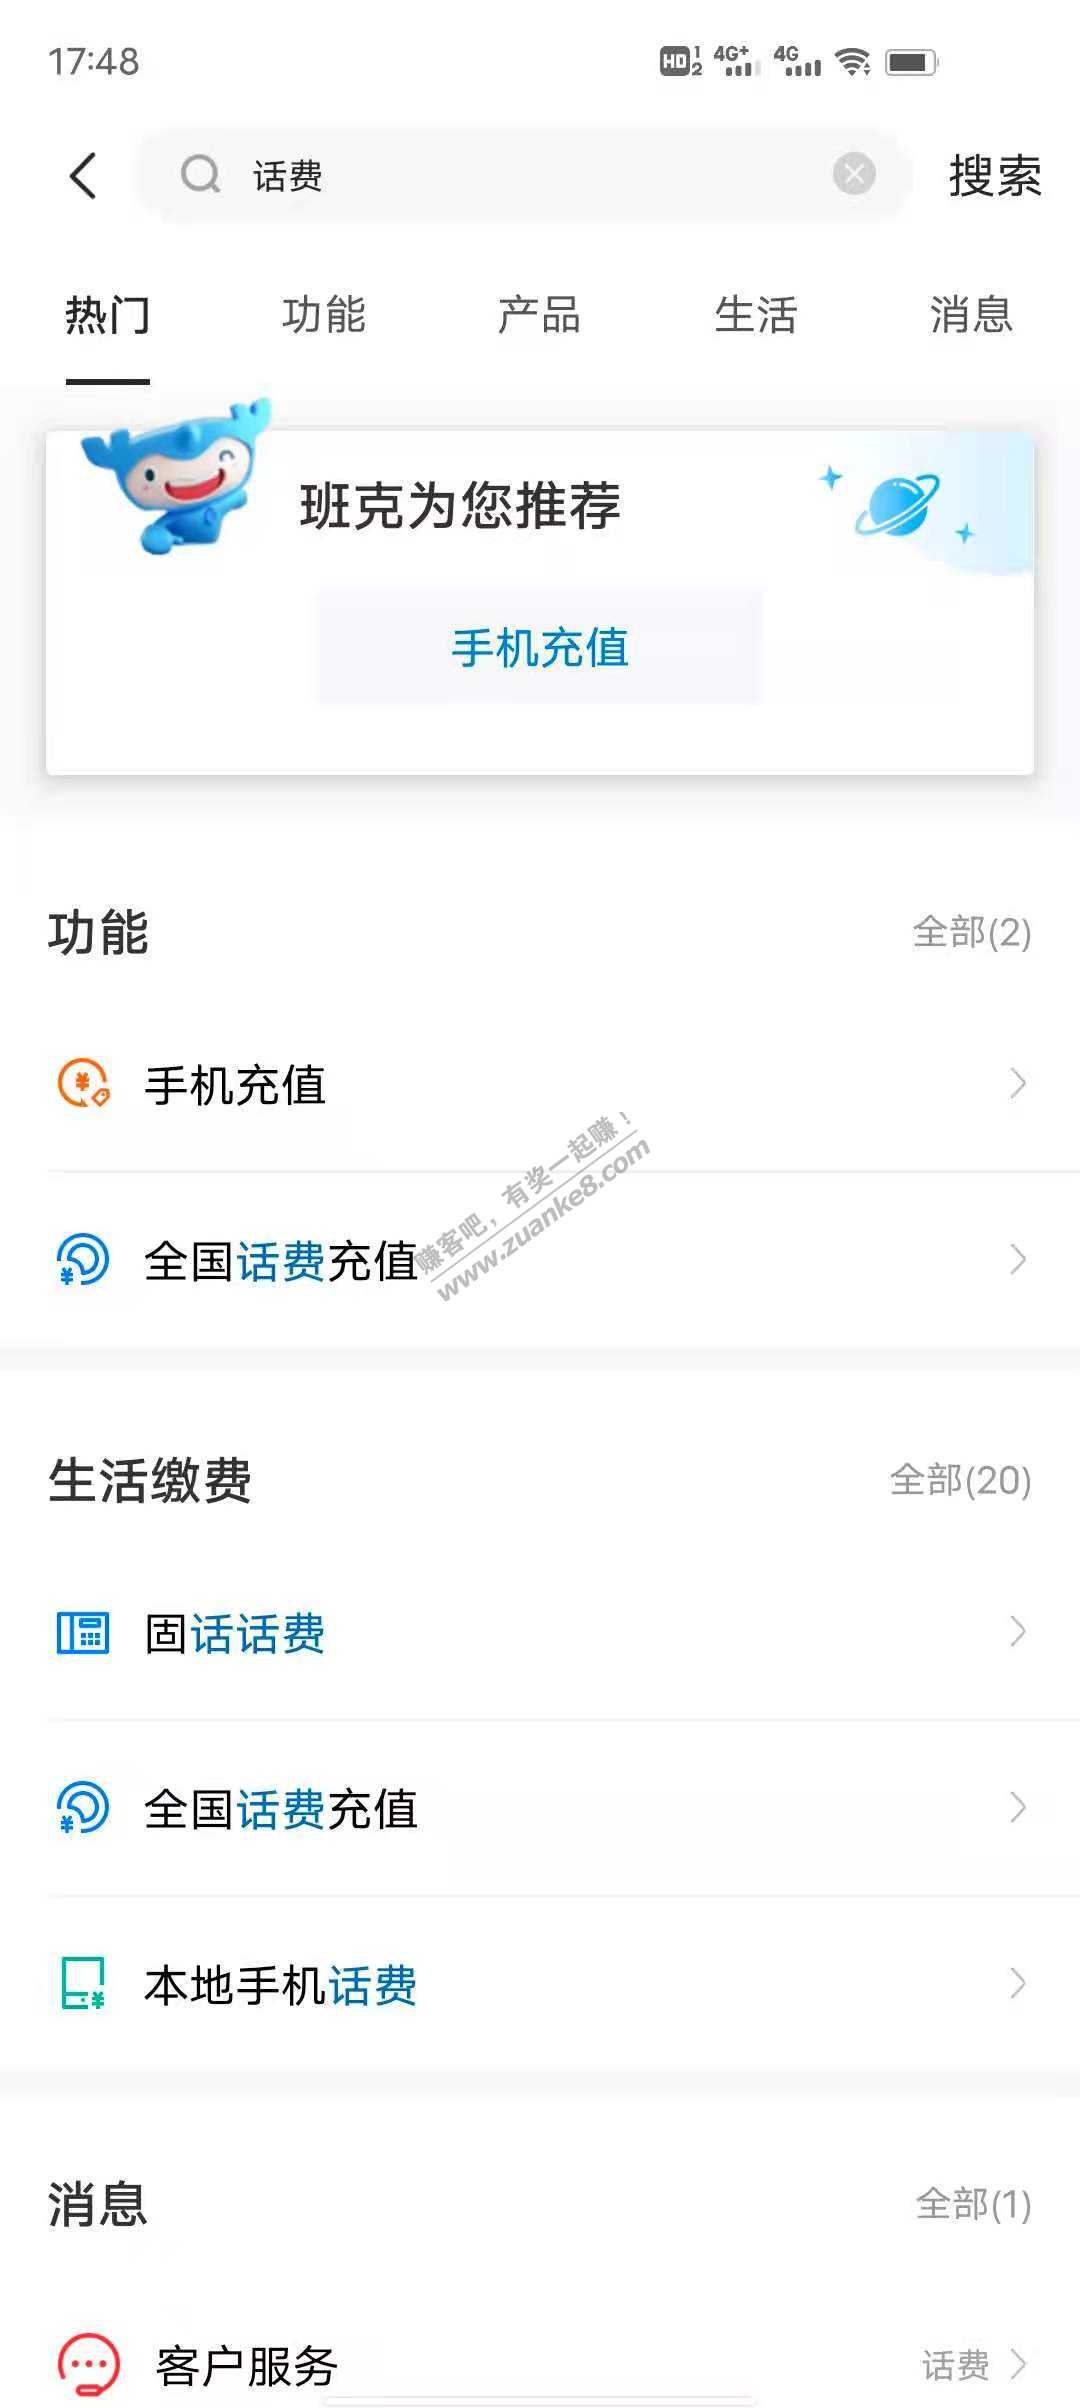 17:48
HD 1 2 4G+ 4G
话费
搜索
热门 功能 产品 生活 消息
班克为您推荐
手机充值
功能 全部(2)
手机充值
全国话费充值
赚客吧，有奖一起赚！
www.zuanke8.com
生活缴费 全部(20)
固话话费
全国话费充值
本地手机话费
消息 全部(1)
客户服务 话费